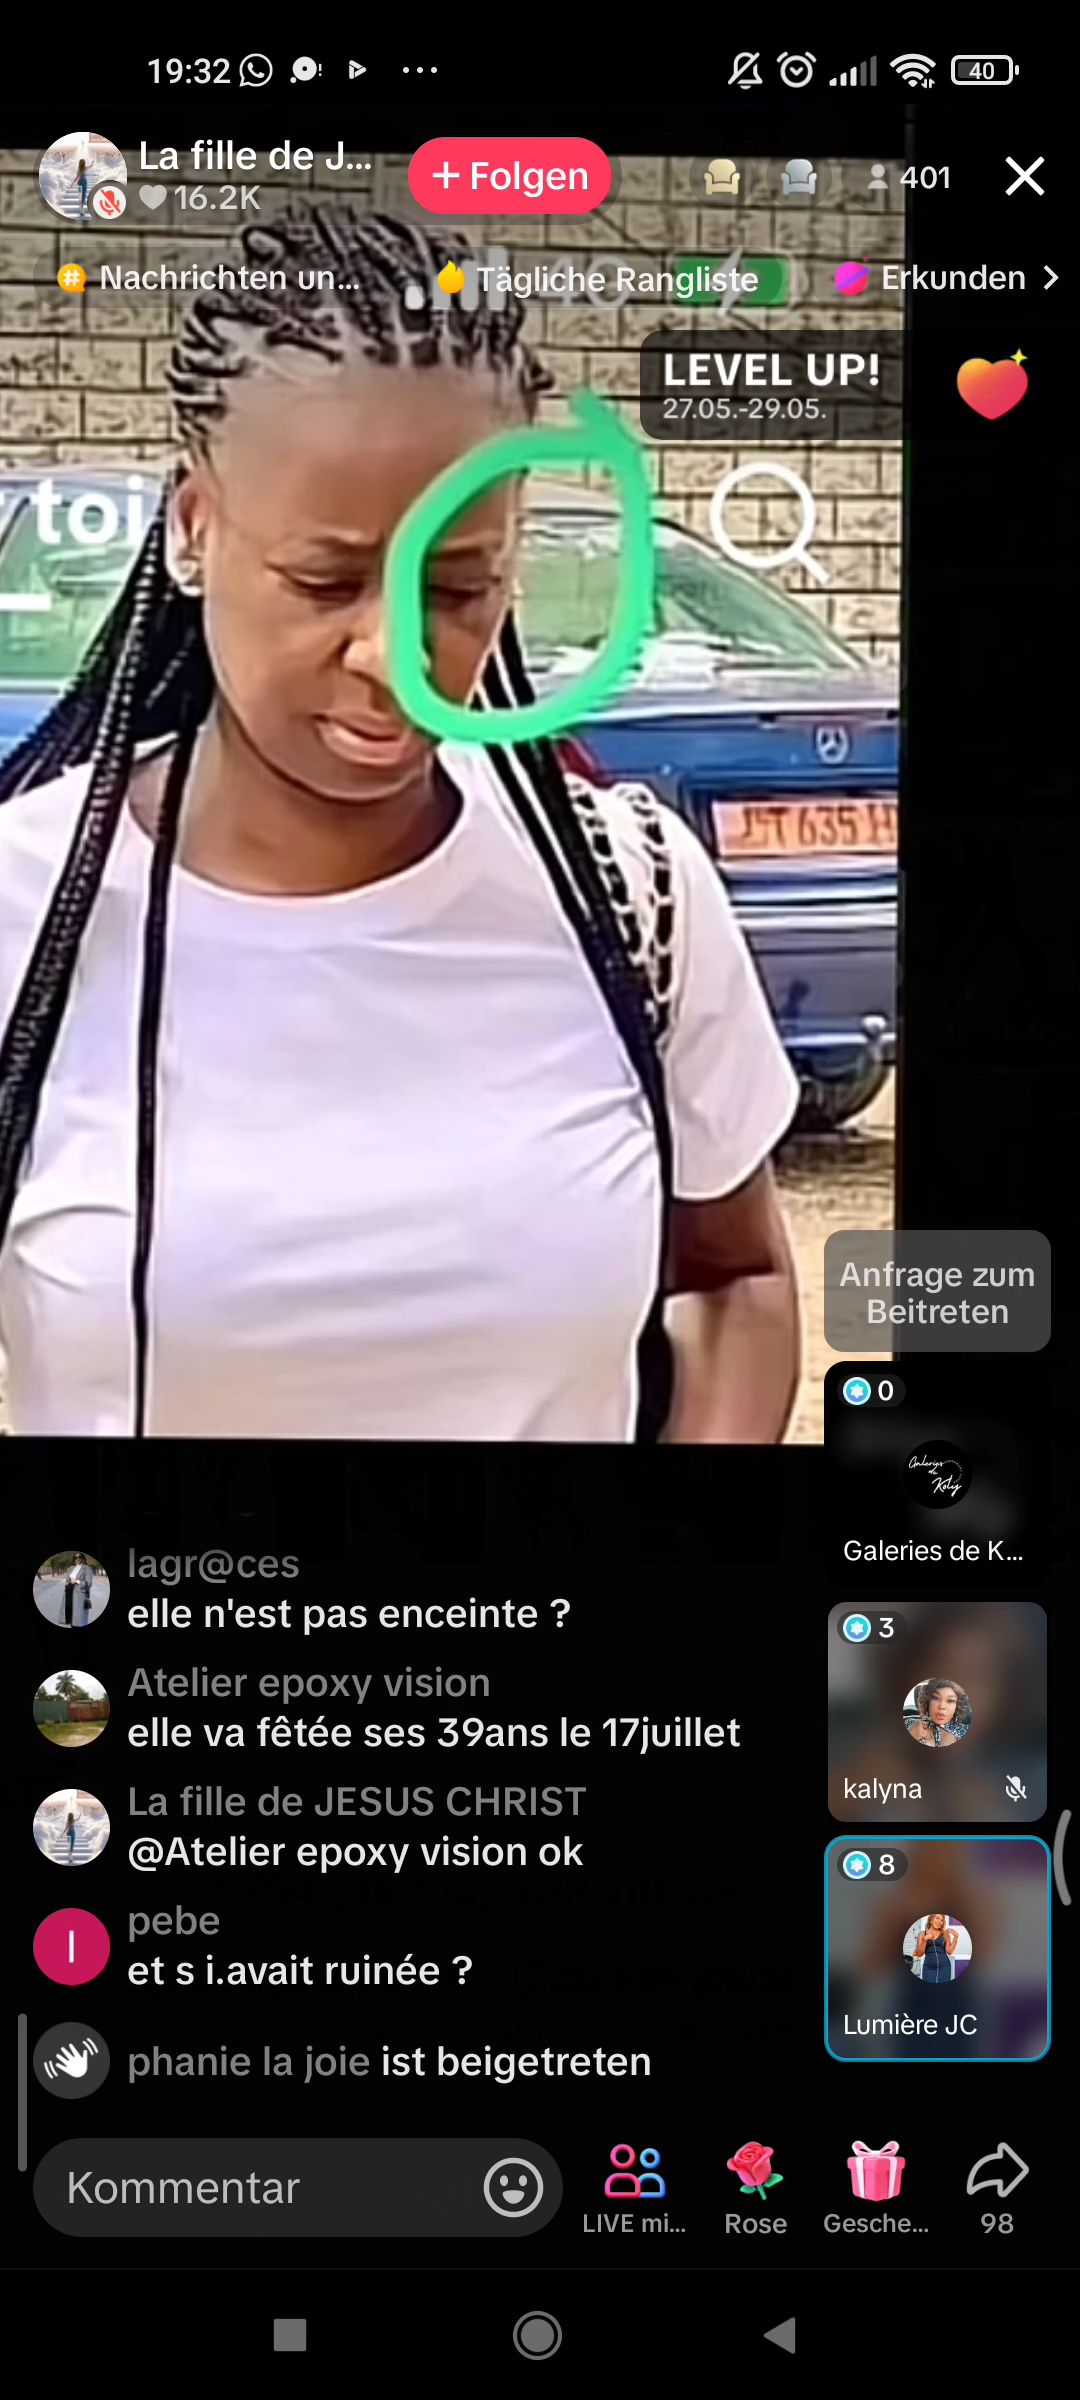 19:32
40
La fille de J...
16.2K
+ Folgen
401
Nachrichten un...
Tägliche Rangliste
Erkunden
LEVEL UP!
27.05.-29.05.
toi
Anfrage zum
Beitreten
0
Galeries de Koly
Galeries de K...
lagr@ces
elle n'est pas enceinte ?
3
Atelier epoxy vision
elle va fêtée ses 39ans le 17juillet
kalyna
La fille de JESUS CHRIST
@Atelier epoxy vision ok
8
pebe
et s i.avait ruinée ?
Lumière JC
phanie la joie ist beigetreten
Kommentar
LIVE mi...
Rose
Gesche...
98